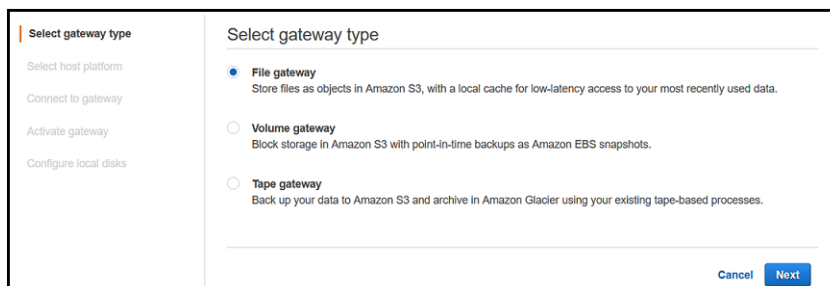 Select gateway type
Select host platform
Connect to gateway
Activate gateway
Configure local disks
Select gateway type
File gateway
Store files as objects in Amazon S3, with a local cache for low-latency access to your most recently used data.
Volume gateway
Block storage in Amazon S3 with point-in-time backups as Amazon EBS snapshots.
Tape gateway
Back up your data to Amazon S3 and archive in Amazon Glacier using your existing tape-based processes.
Cancel Next